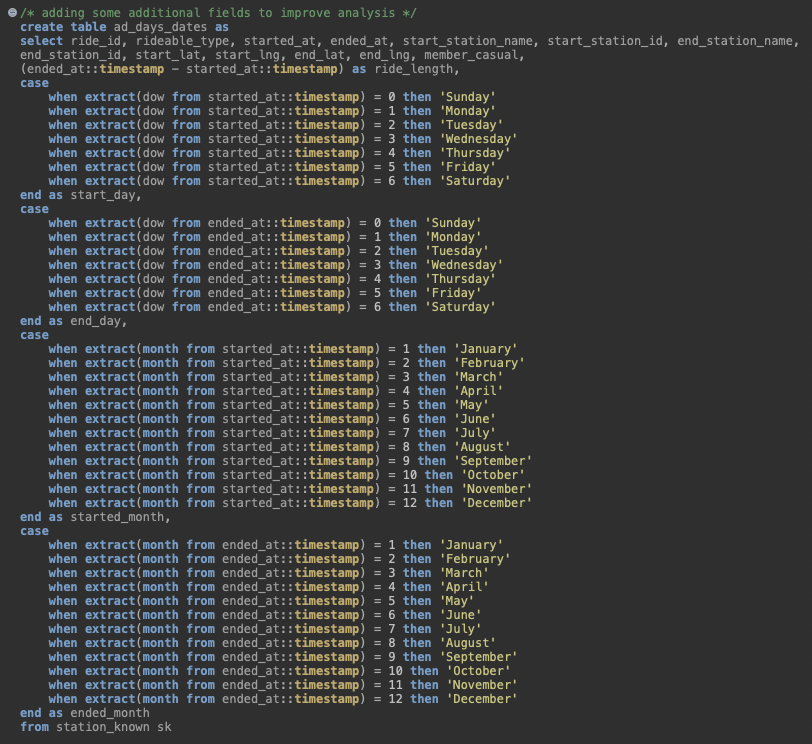 /* adding some additional fields to improve analysis */
create table ad_days_dates as
select ride_id, rideable_type, started_at, ended_at, start_station_name, start_station_id, end_station_name,
end_station_id, start_lat, start_lng, end_lat, end_lng, member_casual,
(ended_at::timestamp - started_at::timestamp) as ride_length,
case
    when extract(dow from started_at::timestamp) = 0 then 'Sunday'
    when extract(dow from started_at::timestamp) = 1 then 'Monday'
    when extract(dow from started_at::timestamp) = 2 then 'Tuesday'
    when extract(dow from started_at::timestamp) = 3 then 'Wednesday'
    when extract(dow from started_at::timestamp) = 4 then 'Thursday'
    when extract(dow from started_at::timestamp) = 5 then 'Friday'
    when extract(dow from started_at::timestamp) = 6 then 'Saturday'
end as start_day,
case
    when extract(dow from ended_at::timestamp) = 0 then 'Sunday'
    when extract(dow from ended_at::timestamp) = 1 then 'Monday'
    when extract(dow from ended_at::timestamp) = 2 then 'Tuesday'
    when extract(dow from ended_at::timestamp) = 3 then 'Wednesday'
    when extract(dow from ended_at::timestamp) = 4 then 'Thursday'
    when extract(dow from ended_at::timestamp) = 5 then 'Friday'
    when extract(dow from ended_at::timestamp) = 6 then 'Saturday'
end as end_day,
case
    when extract(month from started_at::timestamp) = 1 then 'January'
    when extract(month from started_at::timestamp) = 2 then 'February'
    when extract(month from started_at::timestamp) = 3 then 'March'
    when extract(month from started_at::timestamp) = 4 then 'April'
    when extract(month from started_at::timestamp) = 5 then 'May'
    when extract(month from started_at::timestamp) = 6 then 'June'
    when extract(month from started_at::timestamp) = 7 then 'July'
    when extract(month from started_at::timestamp) = 8 then 'August'
    when extract(month from started_at::timestamp) = 9 then 'September'
    when extract(month from started_at::timestamp) = 10 then 'October'
    when extract(month from started_at::timestamp) = 11 then 'November'
    when extract(month from started_at::timestamp) = 12 then 'December'
end as started_month,
case
    when extract(month from ended_at::timestamp) = 1 then 'January'
    when extract(month from ended_at::timestamp) = 2 then 'February'
    when extract(month from ended_at::timestamp) = 3 then 'March'
    when extract(month from ended_at::timestamp) = 4 then 'April'
    when extract(month from ended_at::timestamp) = 5 then 'May'
    when extract(month from ended_at::timestamp) = 6 then 'June'
    when extract(month from ended_at::timestamp) = 7 then 'July'
    when extract(month from ended_at::timestamp) = 8 then 'August'
    when extract(month from ended_at::timestamp) = 9 then 'September'
    when extract(month from ended_at::timestamp) = 10 then 'October'
    when extract(month from ended_at::timestamp) = 11 then 'November'
    when extract(month from ended_at::timestamp) = 12 then 'December'
end as ended_month
from station_known sk